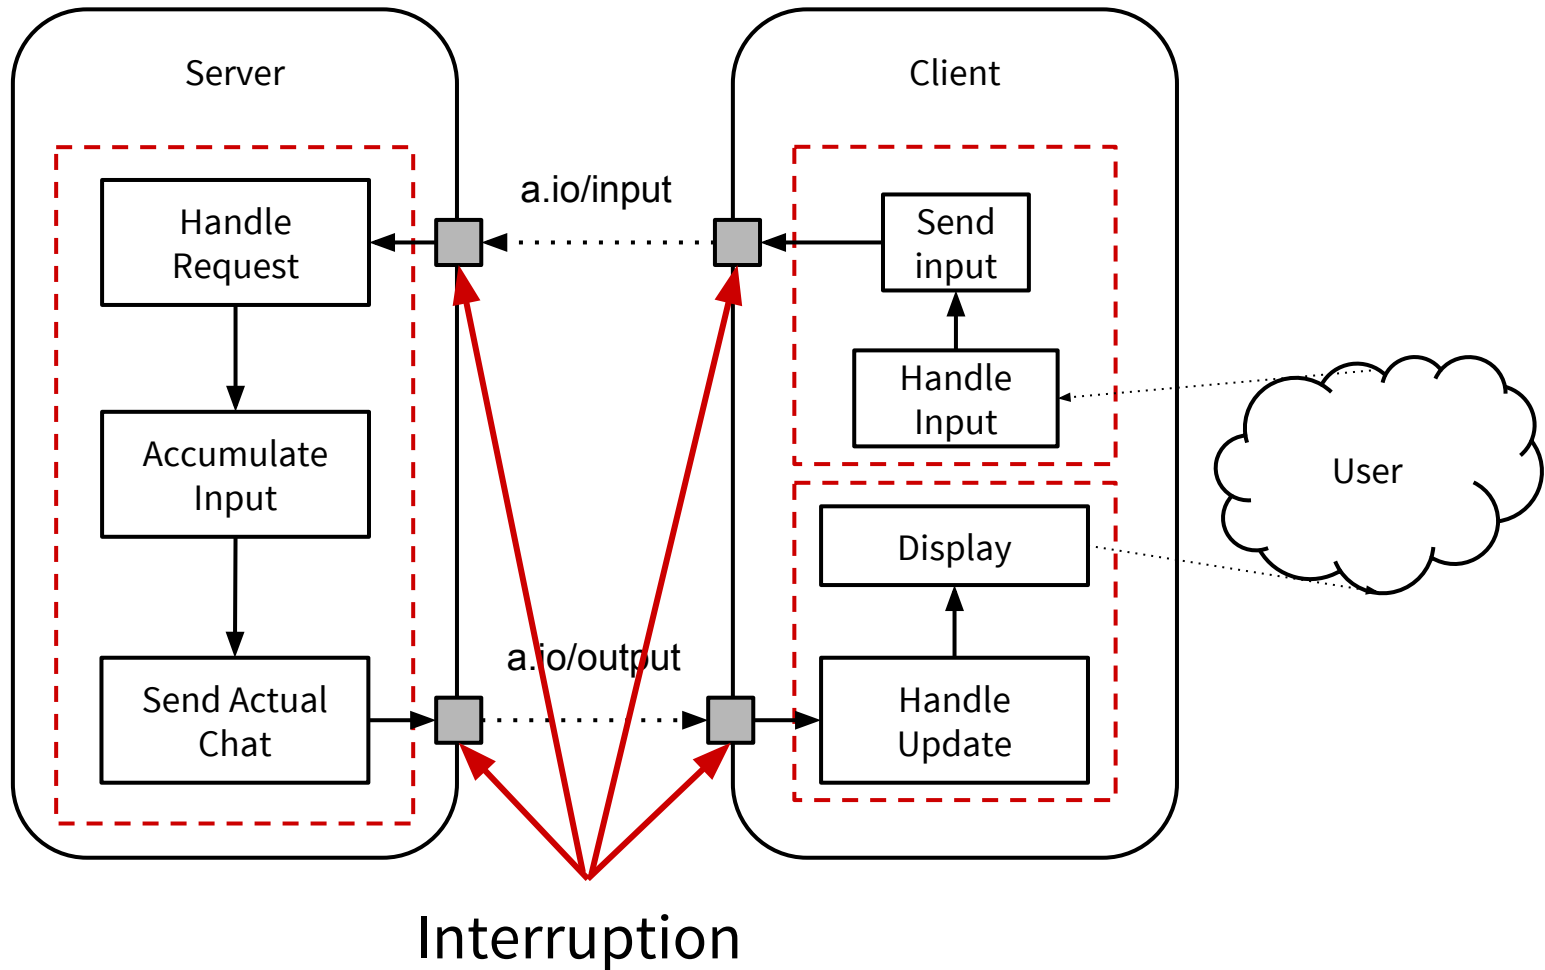 Server
Client
a.io/input
Handle
Request
Send
input
Handle
Input
Accumulate
Input
User
Display
a.io/output
Send Actual
Chat
Handle
Update
Interruption